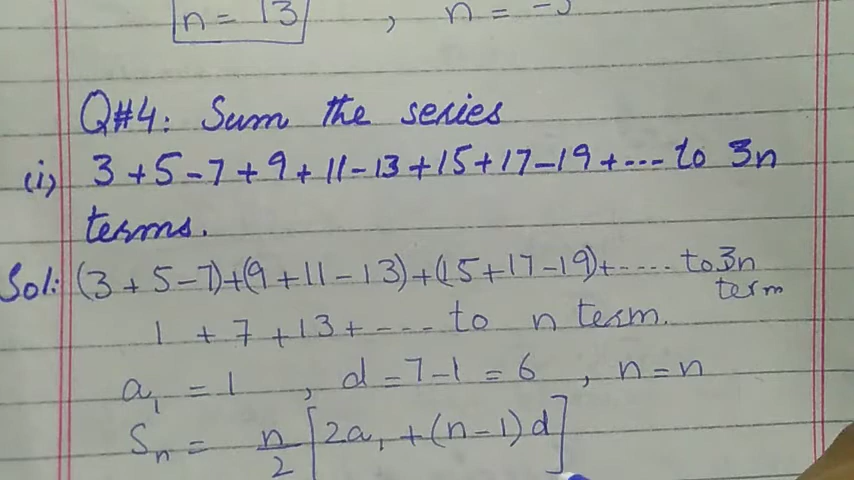 n = 13 , n = -5
Q#4: Sum the series
(i) 3 + 5 - 7 + 9 + 11 - 13 + 15 + 17 - 19 + .... to 3n
terms.
Sol: (3 + 5 - 7) + (9 + 11 - 13) + (15 + 17 - 19) + ..... to 3n
term
1 + 7 + 13 + .... to n term.
a₁ = 1 , d = 7 - 1 = 6 , n = n
Sₙ = n/2 [2a₁ + (n - 1) d]